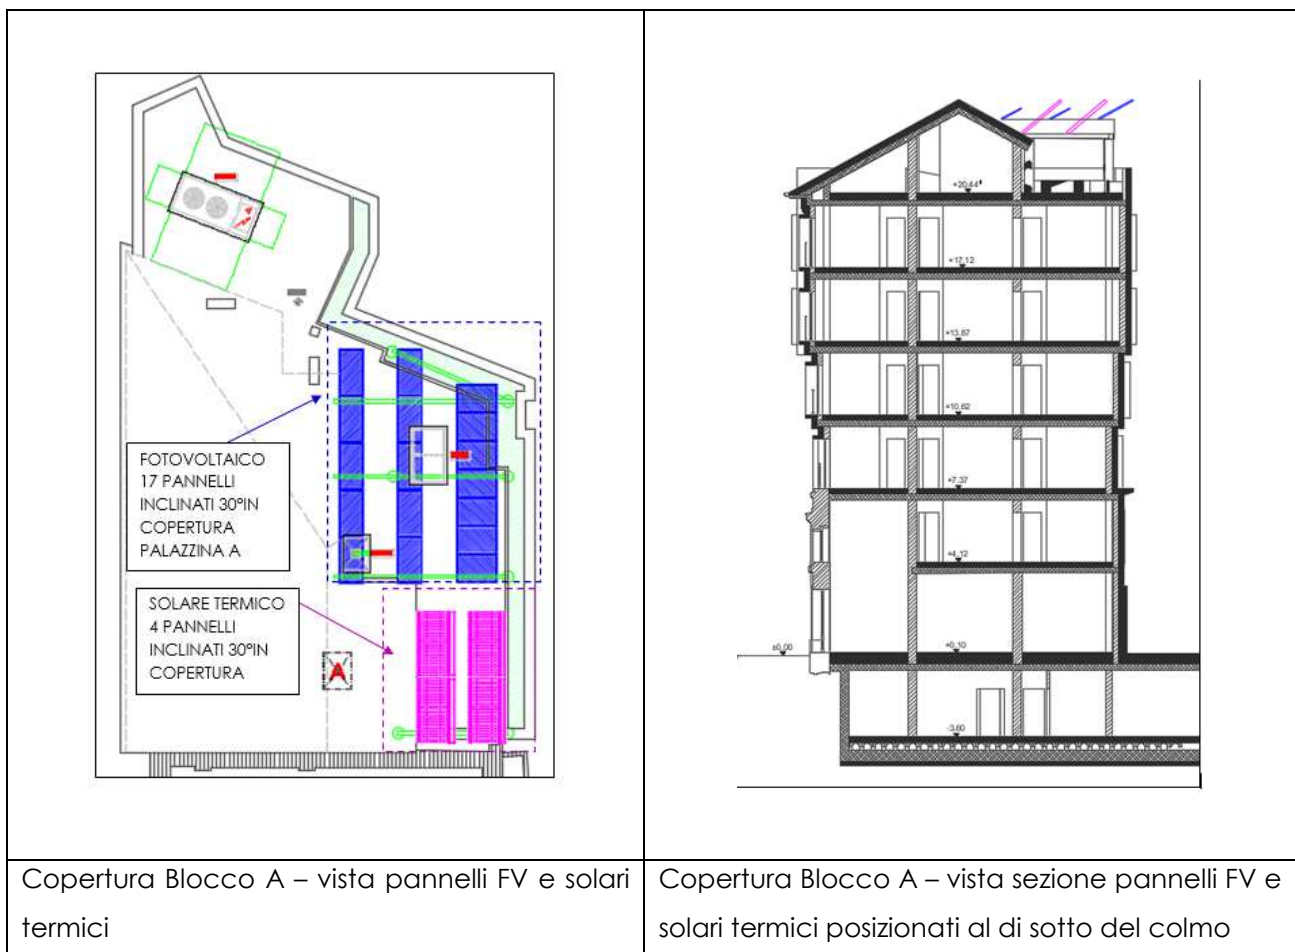 FOTOVOLTAICO
17 PANNELLI
INCLINATI 30°IN
COPERTURA
PALAZZINA A
SOLARE TERMICO
4 PANNELLI
INCLINATI 30°IN
COPERTURA
A
+20.44
+17.12
+13.87
+10.62
+7.37
+4.12
±0.00
+0.10
-3.60
Copertura Blocco A – vista pannelli FV e solari
termici
Copertura Blocco A – vista sezione pannelli FV e
solari termici posizionati al di sotto del colmo